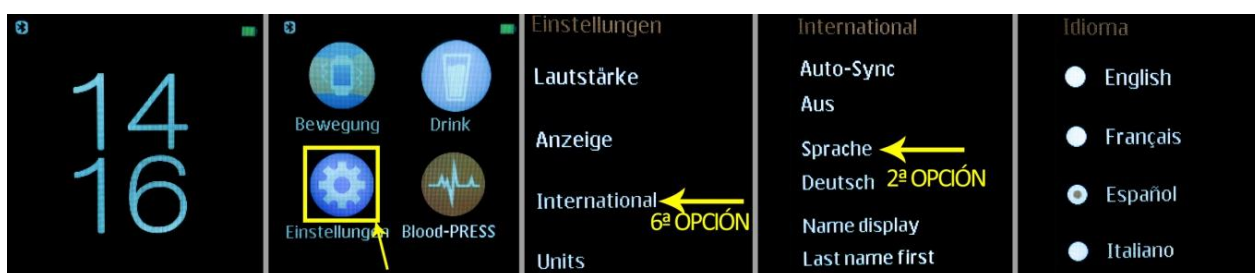 14
16
Bewegung
Drink
Einstellungen
Blood-PRESS
Einstellungen
Lautstärke
Anzeige
International
6ª OPCIÓN
Units
International
Auto-Sync
Aus
Sprache
Deutsch
2ª OPCIÓN
Name display
Last name first
Idioma
English
Français
Español
Italiano